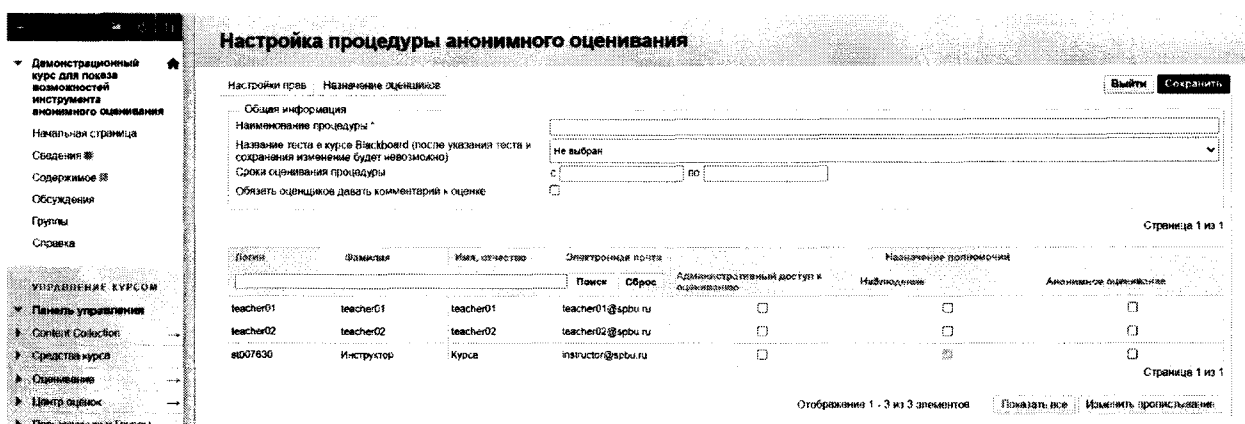 Настройка процедуры анонимного оценивания
Демонстрационный
курс для показа
возможностей
инструмента
анонимного оценивания
Начальная страница
Сведения
Содержимое
Обсуждения
Группы
Справка
УПРАВЛЕНИЕ КУРСОМ
Панель управления
Content Collection
Средства курса
Оценивание
Центр оценок
Настройки прав Назначение оценщиков
Выйти Сохранить
Общая информация
Наименование процедуры *
Название теста в курсе Blackboard (после указания теста и
сохранения изменение будет невозможно)
Не выбран
Сроки оценивания процедуры с по
Обязать оценщиков давать комментарий к оценке
Страница 1 из 1
Логин Фамилия Имя, отчество Электронная почта Назначение полномочий
Поиск Сброс Административный доступ к
оцениванию Наблюдение Анонимное оценивание
teacher01 teacher01 teacher01 teacher01@spbu.ru
teacher02 teacher02 teacher02 teacher02@spbu.ru
st007630 Инструктор Курса instructor@spbu.ru
Страница 1 из 1
Отображение 1 - 3 из 3 элементов Показать все Изменить прописывание